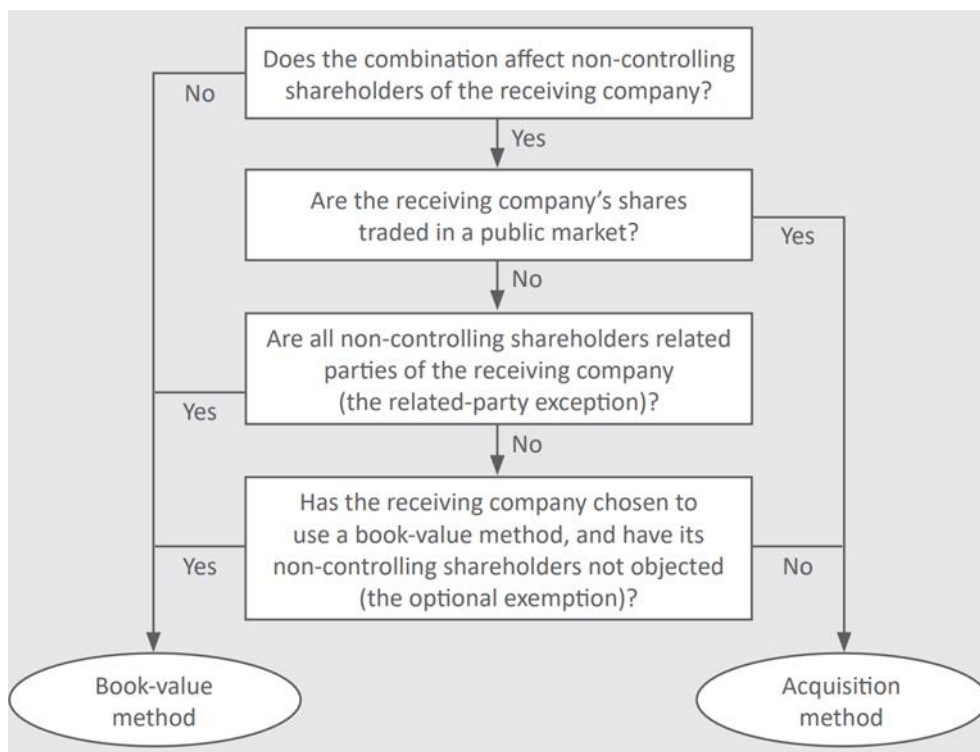 Does the combination affect non-controlling
shareholders of the receiving company?
No
Yes
Are the receiving company's shares
traded in a public market?
Yes
No
Are all non-controlling shareholders related
parties of the receiving company
(the related-party exception)?
Yes
No
Has the receiving company chosen to
use a book-value method, and have its
non-controlling shareholders not objected
(the optional exemption)?
Yes
No
Book-value
method
Acquisition
method